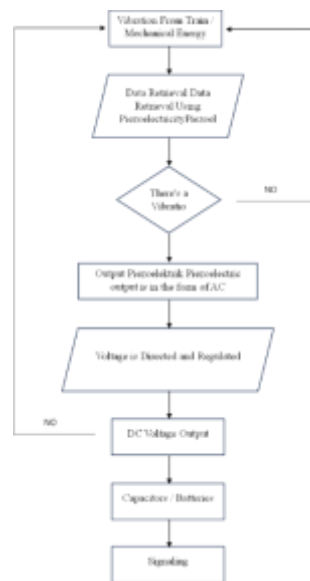 Vibration From Train /
Mechanical Energy
Data Retrieval Data
Retrieval Using
PiezoelectricityPiezoel
There's a
Vibratio
NO
Output Piezoelektrik Piezoelectric
output is in the form of AC
Voltage is Directed and Regulated
NO
DC Voltage Output
Capacitors / Batteries
Signaling